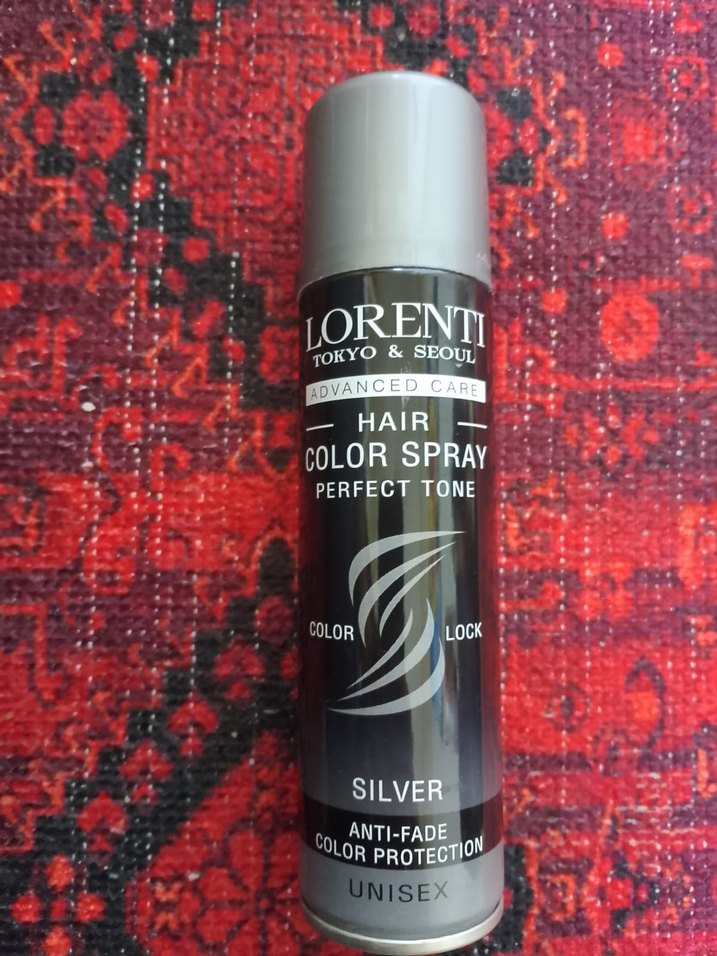 LORENTI
TOKYO & SEOUL
ADVANCED CARE
HAIR
COLOR SPRAY
PERFECT TONE
COLOR LOCK
SILVER
ANTI-FADE
COLOR PROTECTION
UNISEX